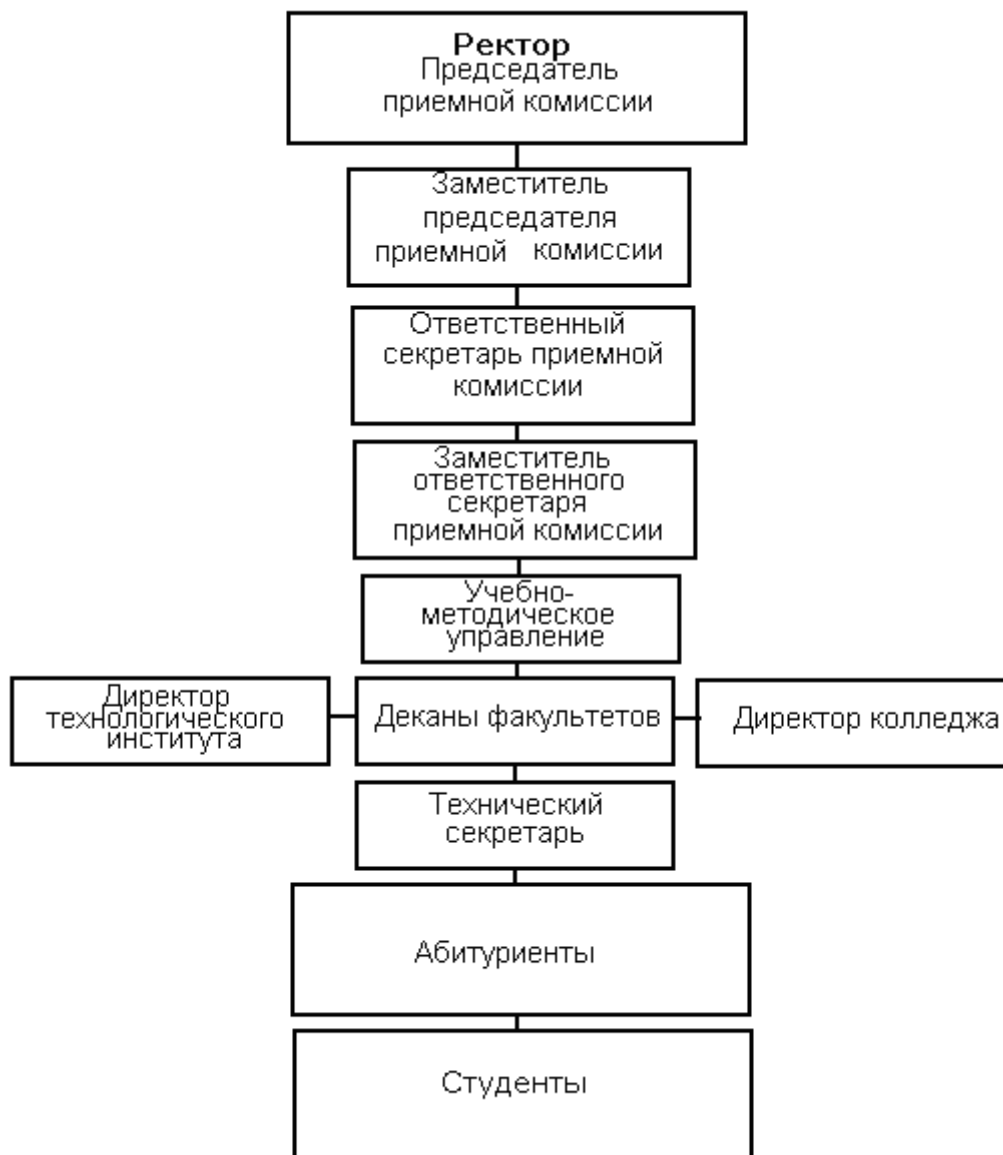 Ректор
Председатель
приемной комиссии
Заместитель
председателя
приемной комиссии
Ответственный
секретарь приемной
комиссии
Заместитель
ответственного
секретаря
приемной комиссии
Учебно-
методическое
управление
Директор
технологического
института
Деканы факультетов
Директор колледжа
Технический
секретарь
Абитуриенты
Студенты